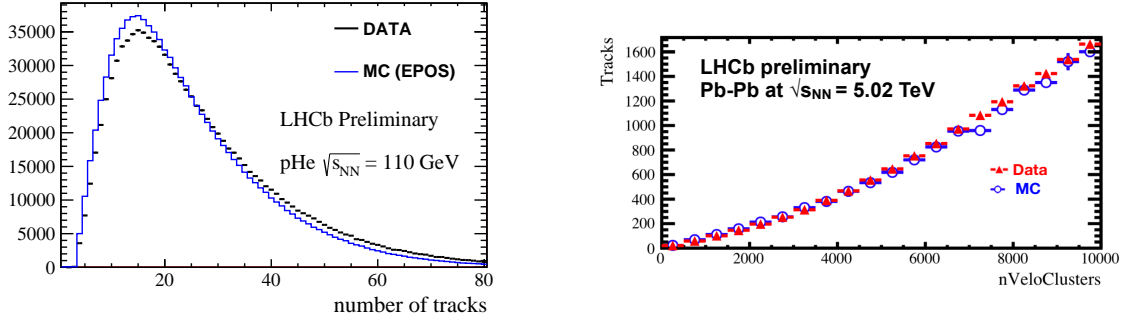 35000
30000
25000
20000
15000
10000
5000
0
DATA
MC (EPOS)
LHCb Preliminary
pHe √sNN = 110 GeV
20 40 60 80
number of tracks
Tracks
1600
1400
1200
1000
800
600
400
200
0
LHCb preliminary
Pb-Pb at √sNN = 5.02 TeV
Data
MC
0 2000 4000 6000 8000 10000
nVeloClusters